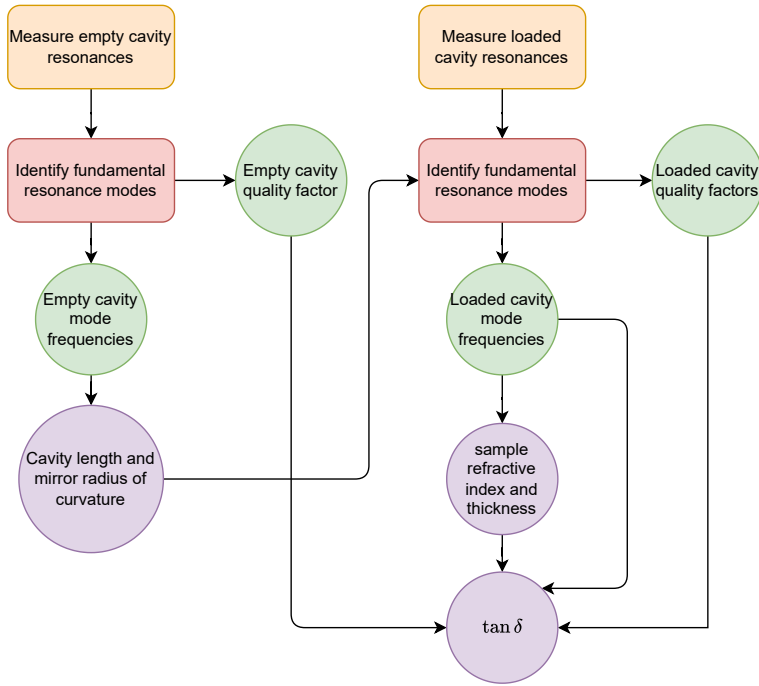 Measure empty cavity
resonances
Measure loaded
cavity resonances
Identify fundamental
resonance modes
Empty cavity
quality factor
Identify fundamental
resonance modes
Loaded cavity
quality factors
Empty cavity
mode
frequencies
Loaded cavity
mode
frequencies
Cavity length and
mirror radius of
curvature
sample
refractive
index and
thickness
tan δ